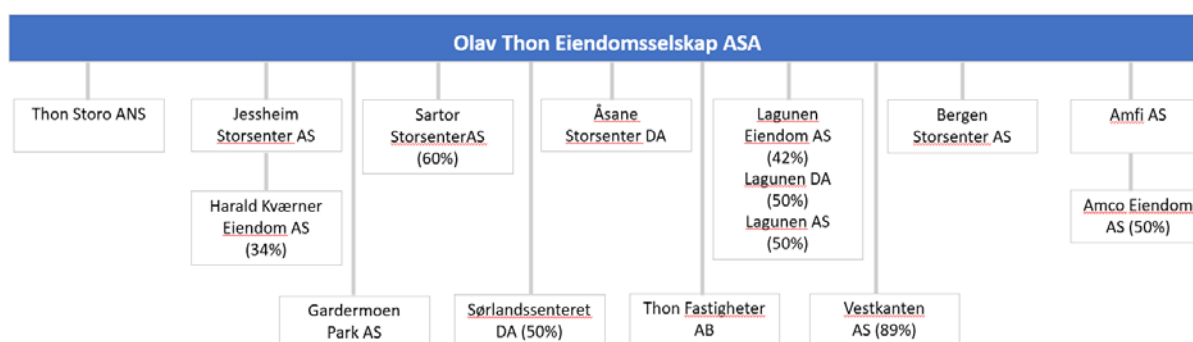 Olav Thon Eiendomsselskap ASA
Thon Storo ANS
Jessheim
Storsenter AS
Harald Kværner
Eiendom AS
(34%)
Sartor
StorsenterAS
(60%)
Åsane
Storsenter DA
Lagunen
Eiendom AS
(42%)
Lagunen DA
(50%)
Lagunen AS
(50%)
Bergen
Storsenter AS
Amfi AS
Amco Eiendom
AS (50%)
Gardermoen
Park AS
Sørlandssenteret
DA (50%)
Thon Fastigheter
AB
Vestkanten
AS (89%)